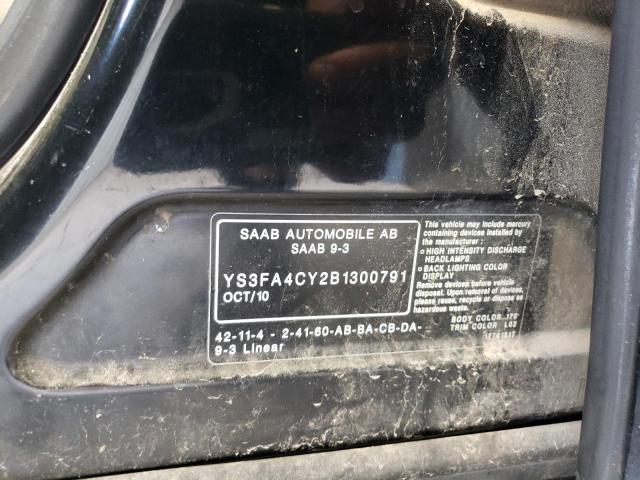 SAAB AUTOMOBILE AB
SAAB 9-3
YS3FA4CY2B1300791
OCT/10
42-11-4 - 2-41-60-AB-BA-CB-DA-
9-3 Linear
This vehicle may include mercury
containing devices installed by
the manufacturer :
o HIGH INTENSITY DISCHARGE
HEADLAMPS
o BACK LIGHTING COLOR
DISPLAY
Remove devices before vehicle
disposal. Upon removal of devices,
please reuse, recycle or dispose as
hazardous waste.
BODY COLOR 170
TRIM COLOR L02